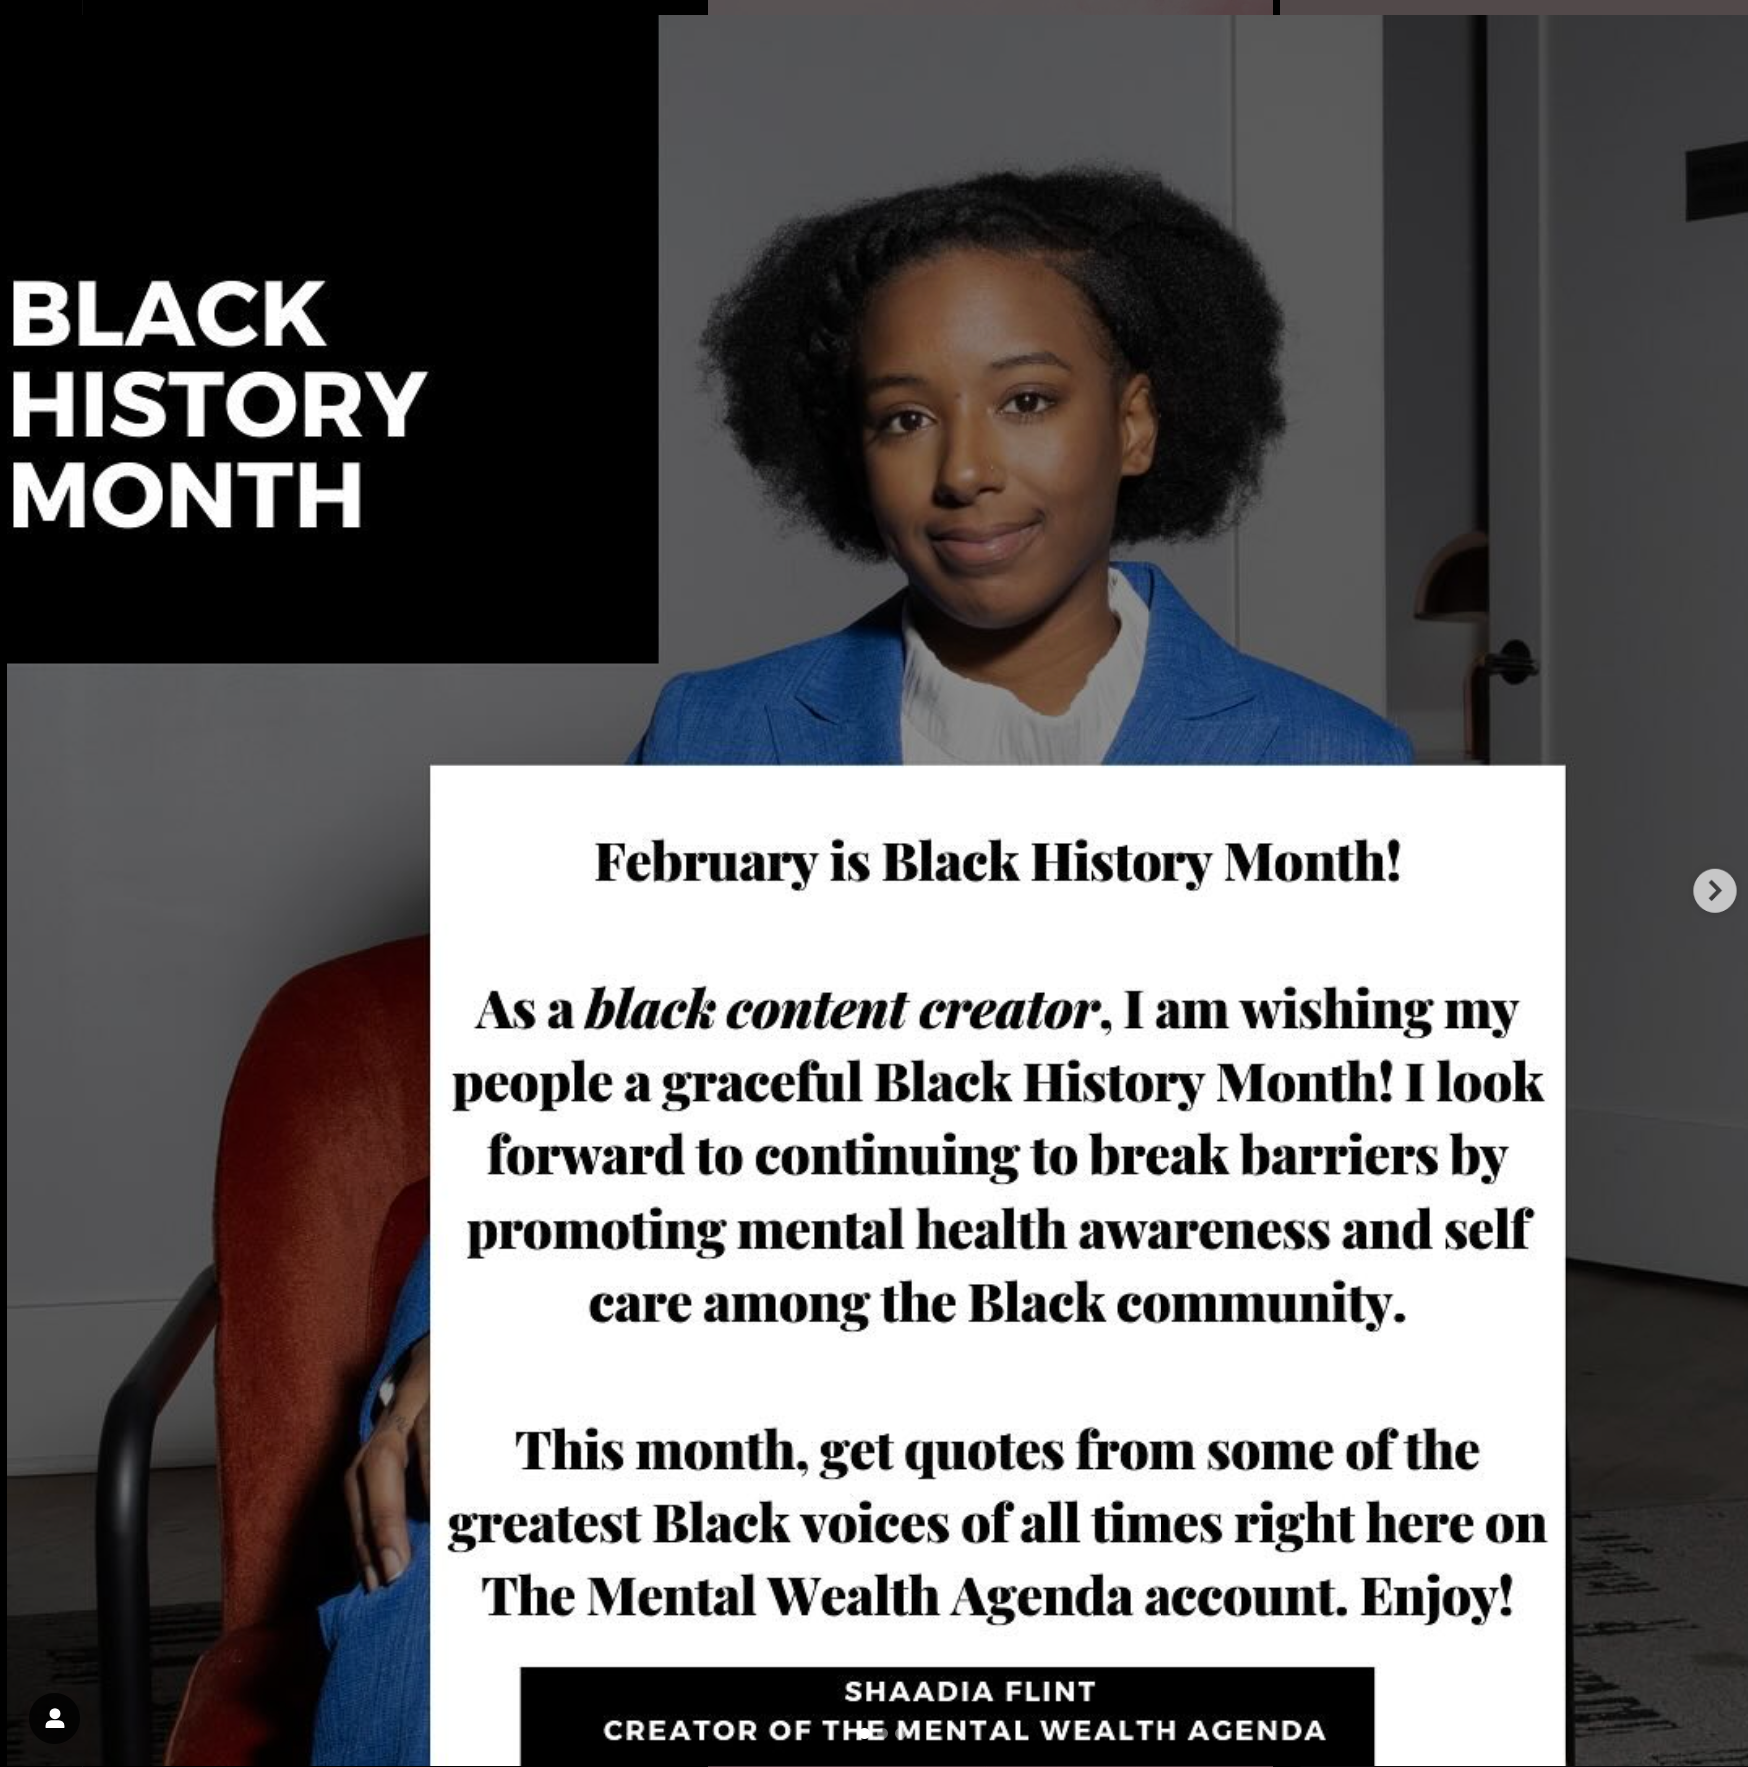 BLACK
HISTORY
MONTH
February is Black History Month!
As a black content creator, I am wishing my
people a graceful Black History Month! I look
forward to continuing to break barriers by
promoting mental health awareness and self
care among the Black community.
This month, get quotes from some of the
greatest Black voices of all times right here on
The Mental Wealth Agenda account. Enjoy!
SHAADIA FLINT
CREATOR OF THE MENTAL WEALTH AGENDA